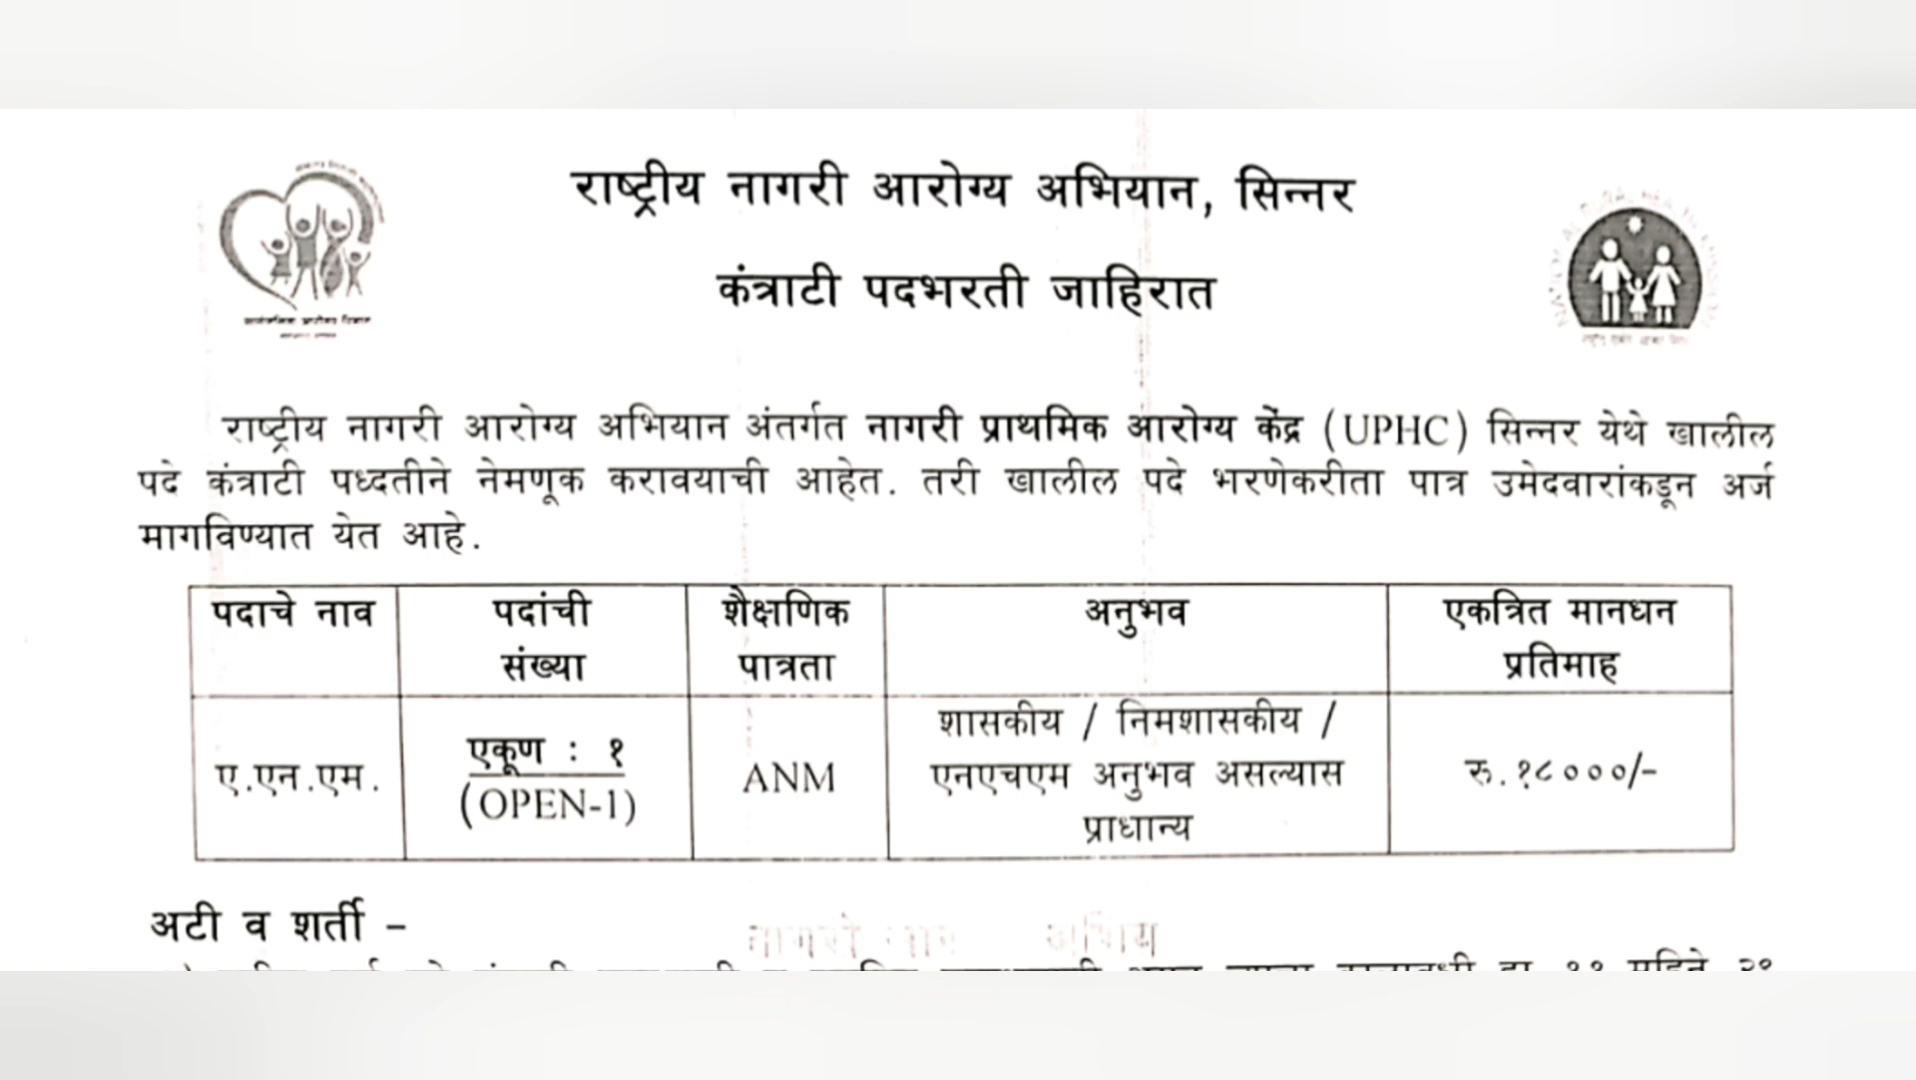 राष्ट्रीय नागरी आरोग्य अभियान, सिन्नर
कंत्राटी पदभरती जाहिरात
राष्ट्रीय नागरी आरोग्य अभियान अंतर्गत नागरी प्राथमिक आरोग्य केंद्र (UPHC) सिन्नर येथे खालील
पदे कंत्राटी पध्दतीने नेमणूक करावयाची आहेत. तरी खालील पदे भरणेकरीता पात्र उमेदवारांकडून अर्ज
मागविण्यात येत आहे.
पदाचे नाव
पदांची
संख्या
शैक्षणिक
पात्रता
अनुभव
एकत्रित मानधन
प्रतिमाह
ए.एन.एम.
एकूण : १
(OPEN-1)
ANM
शासकीय / निमशासकीय /
एनएचएम अनुभव असल्यास
प्राधान्य
रु.१८०००/-
अटी व शर्ती -